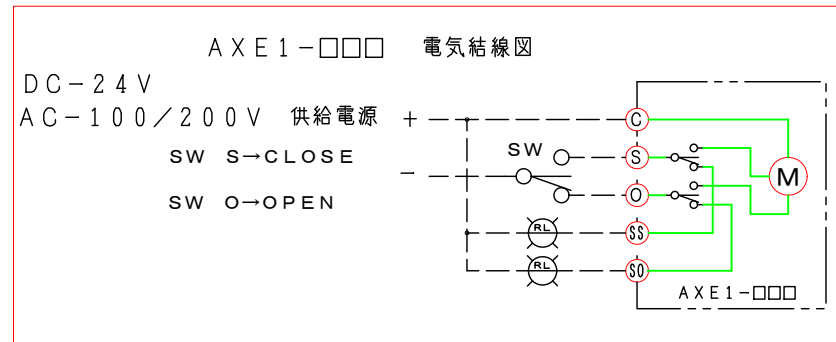 AXE1-□□□ 電気結線図
DC-24V
AC-100/200V 供給電源 +
C
SW S→CLOSE
SW
S
-
M
SW O→OPEN
O
RL
SS
RL
SO
AXE1-□□□